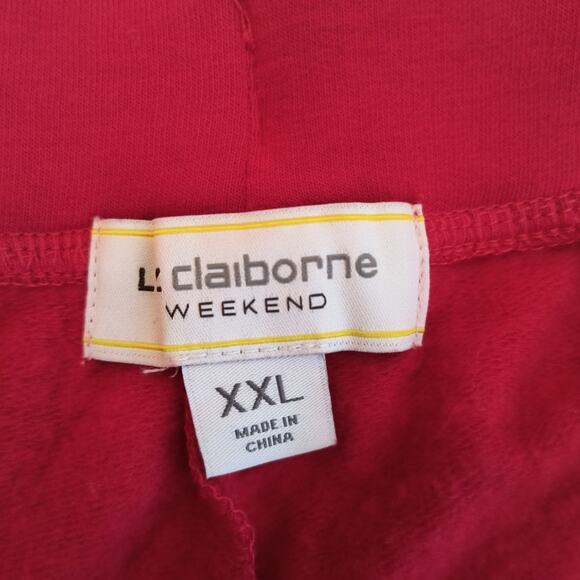 claiborne
WEEKEND
XXL
MADE IN
CHINA